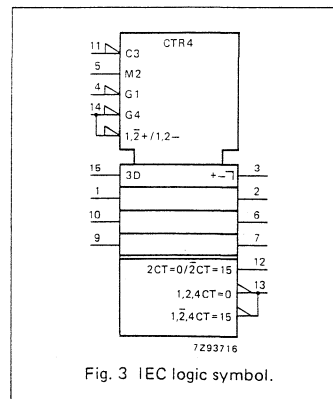 CTR4
11 C3
5 M2
4 G1
14 G4
1,2̅+/1,2−
15 3D +−¬ 3
1 2
10 6
9 7
2CT=0/2̅CT=15 12
1,2,4CT=0 13
1,2̅,4CT=15
7Z93716
Fig. 3 IEC logic symbol.